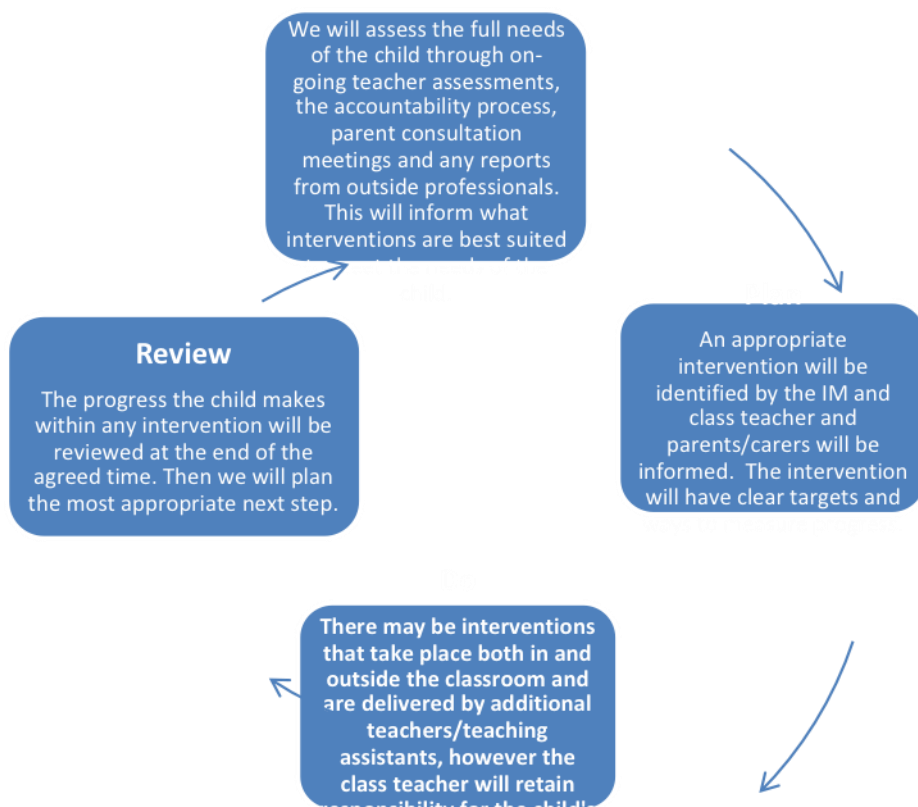 We will assess the full needs
of the child through on-
going teacher assessments,
the accountability process,
parent consultation
meetings and any reports
from outside professionals.
This will inform what
interventions are best suited
An appropriate
intervention will be
identified by the IM and
class teacher and
parents/carers will be
informed. The intervention
will have clear targets and
There may be interventions
that take place both in and
outside the classroom and
are delivered by additional
teachers/teaching
assistants, however the
class teacher will retain
responsibility for the child's
Review
The progress the child makes
within any intervention will be
reviewed at the end of the
agreed time. Then we will plan
the most appropriate next step.